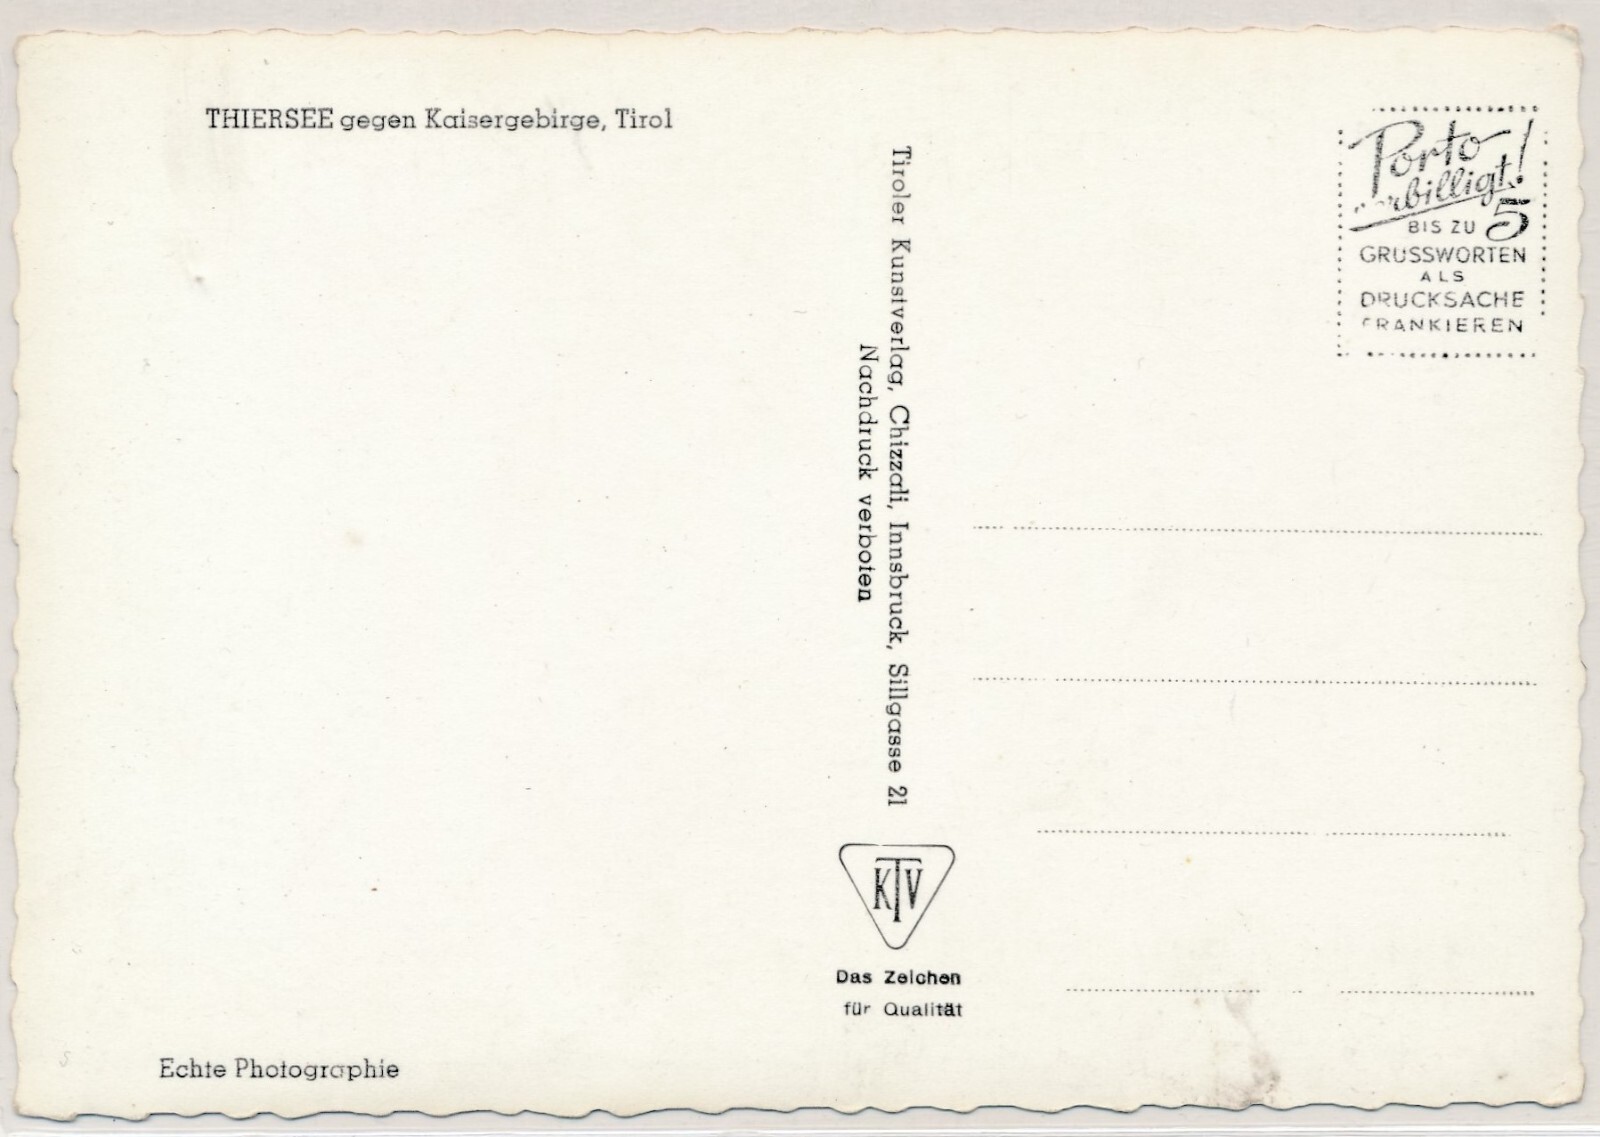 THIERSEE gegen Kaisergebirge, Tirol
Tiroler Kunstverlag, Chizzali, Innsbruck, Sillgasse 21
Nachdruck verboten
Porto
verbilligt!
BIS ZU 5
GRUSSWORTEN
ALS
DRUCKSACHE
FRANKIEREN
KTV
Das Zeichen
für Qualität
Echte Photographie